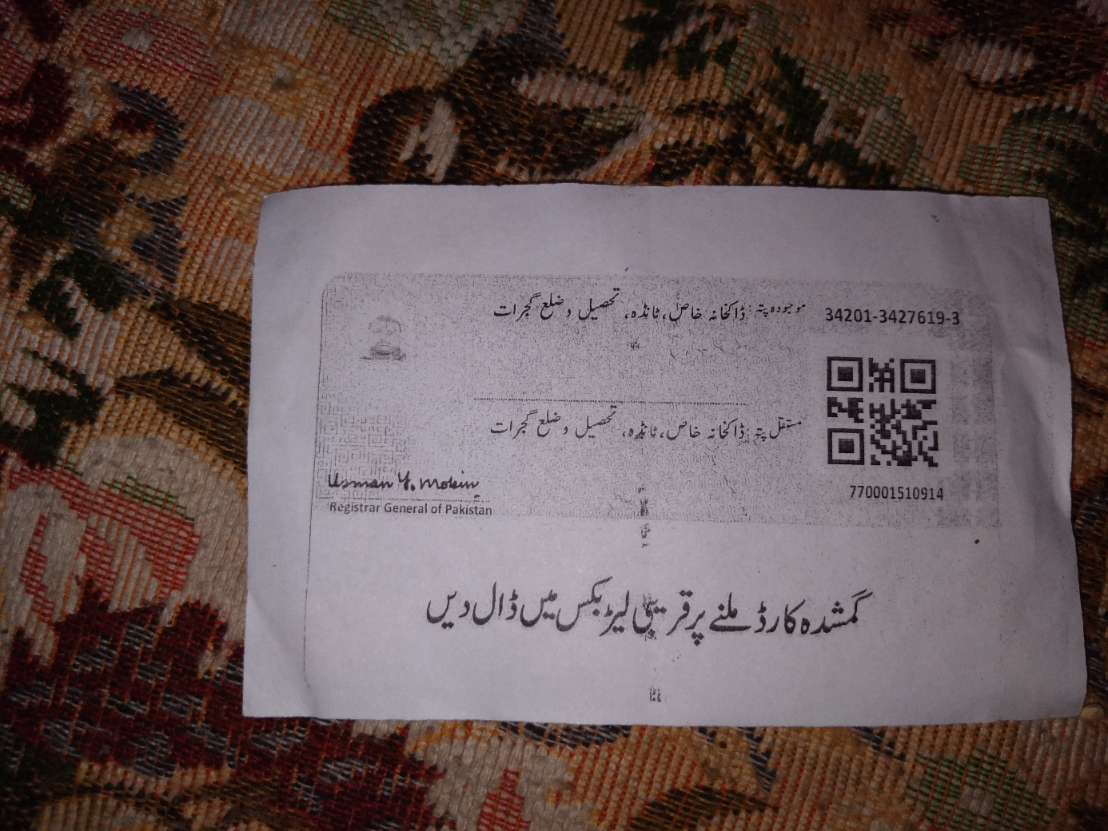 موجودہ پتہ: ڈاکخانہ خاص، ٹانڈہ، تحصیل و ضلع گجرات
34201-3427619-3
مستقل پتہ: ڈاکخانہ خاص، ٹانڈہ، تحصیل و ضلع گجرات
770001510914
Usman Y. Mobin
Registrar General of Pakistan
گمشدہ کارڈ ملنے پر قریبی لیٹر بکس میں ڈال دیں